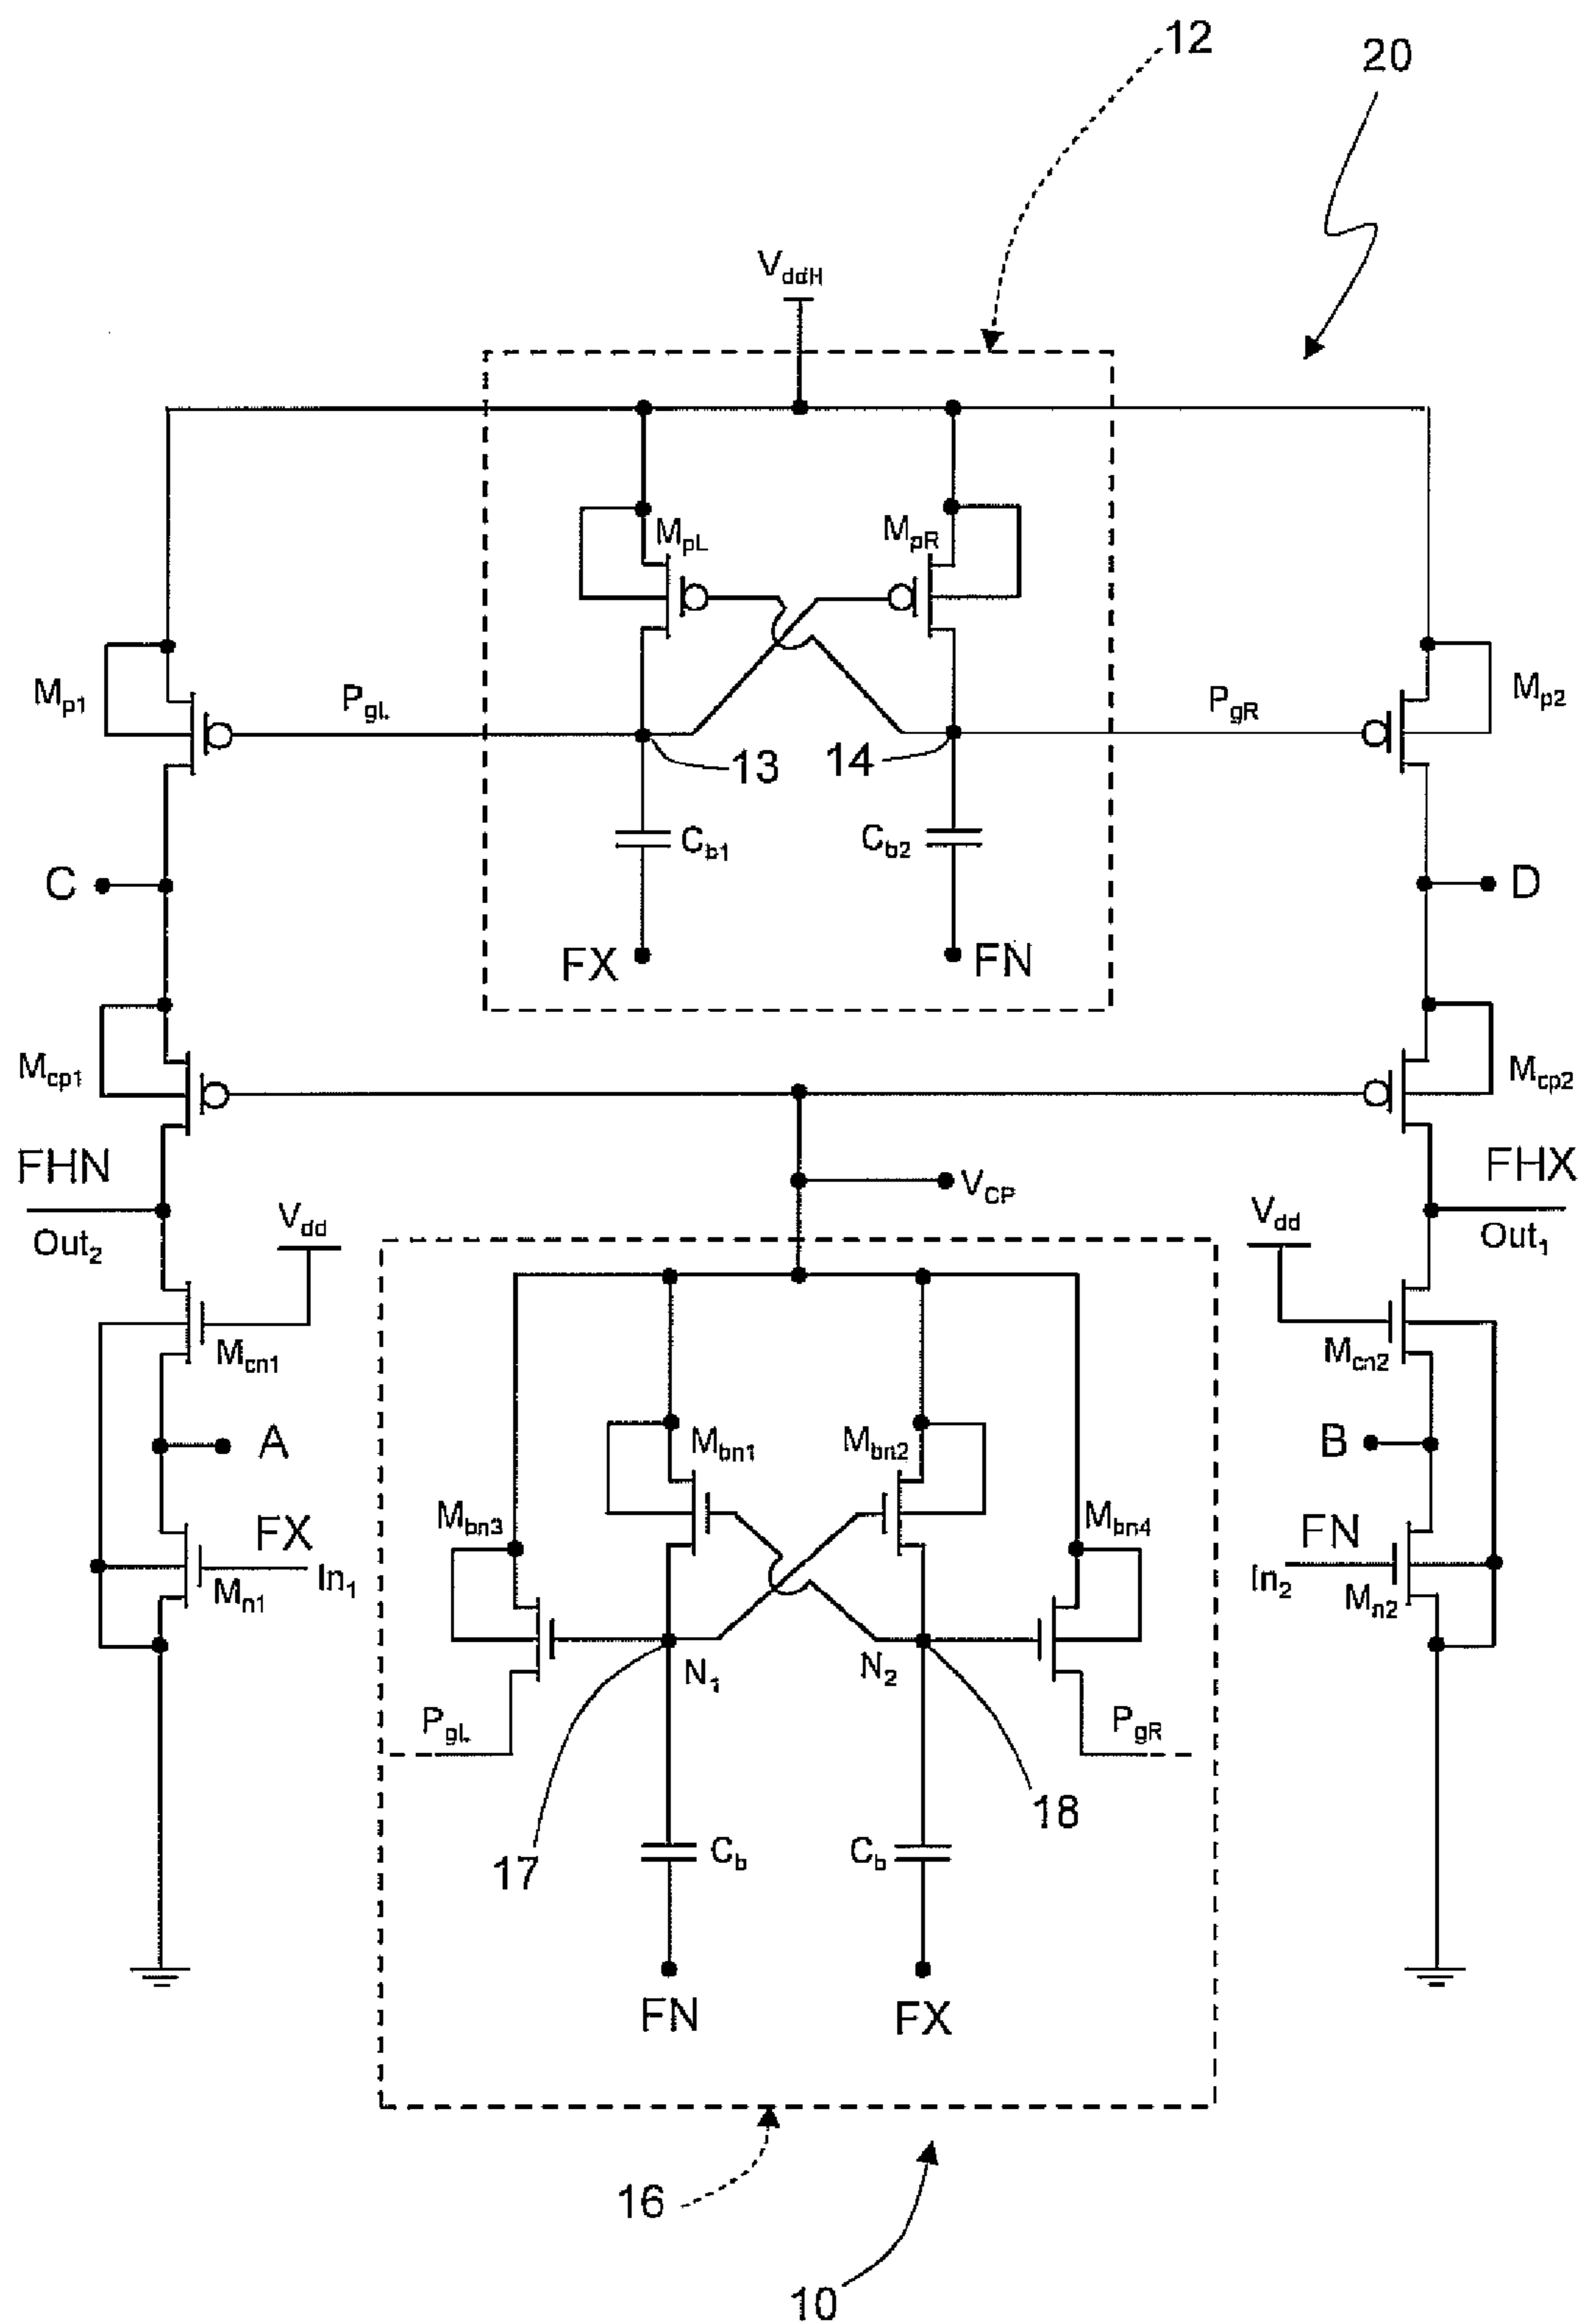 12
20
VddH
MpL
MpR
Mp1
PgL
PgR
Mp2
13
14
Cb1
Cb2
C
D
FX
FN
Mcp1
Mcp2
FHN
FHX
VCP
Out2
Vdd
Vdd
Out1
Mcn1
Mcn2
A
Mbn1
Mbn2
B
Mbn3
Mbn4
FX
FN
In1
In2
Mn1
Mn2
N1
N2
PgL
PgR
18
17
Cb
Cb
FN
FX
16
10